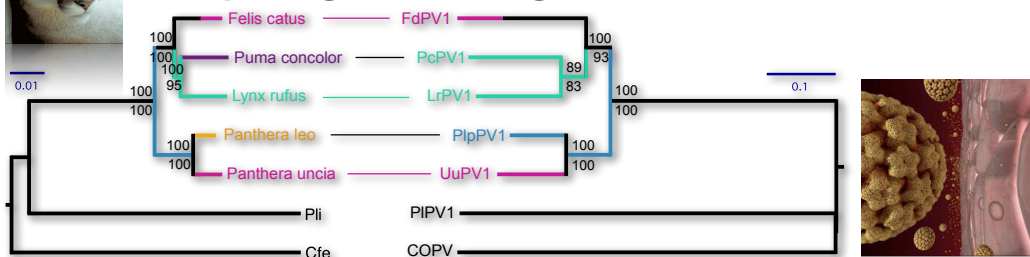 Felis catus FdPV1
100 100
100 Puma concolor PcPV1 93
100 89
0.01 95 Lynx rufus LrPV1 83 0.1
100 100
100 Panthera leo PlpPV1 100
100 100
100 Panthera uncia UuPV1 100
Pli PlPV1
Cfe. COPV